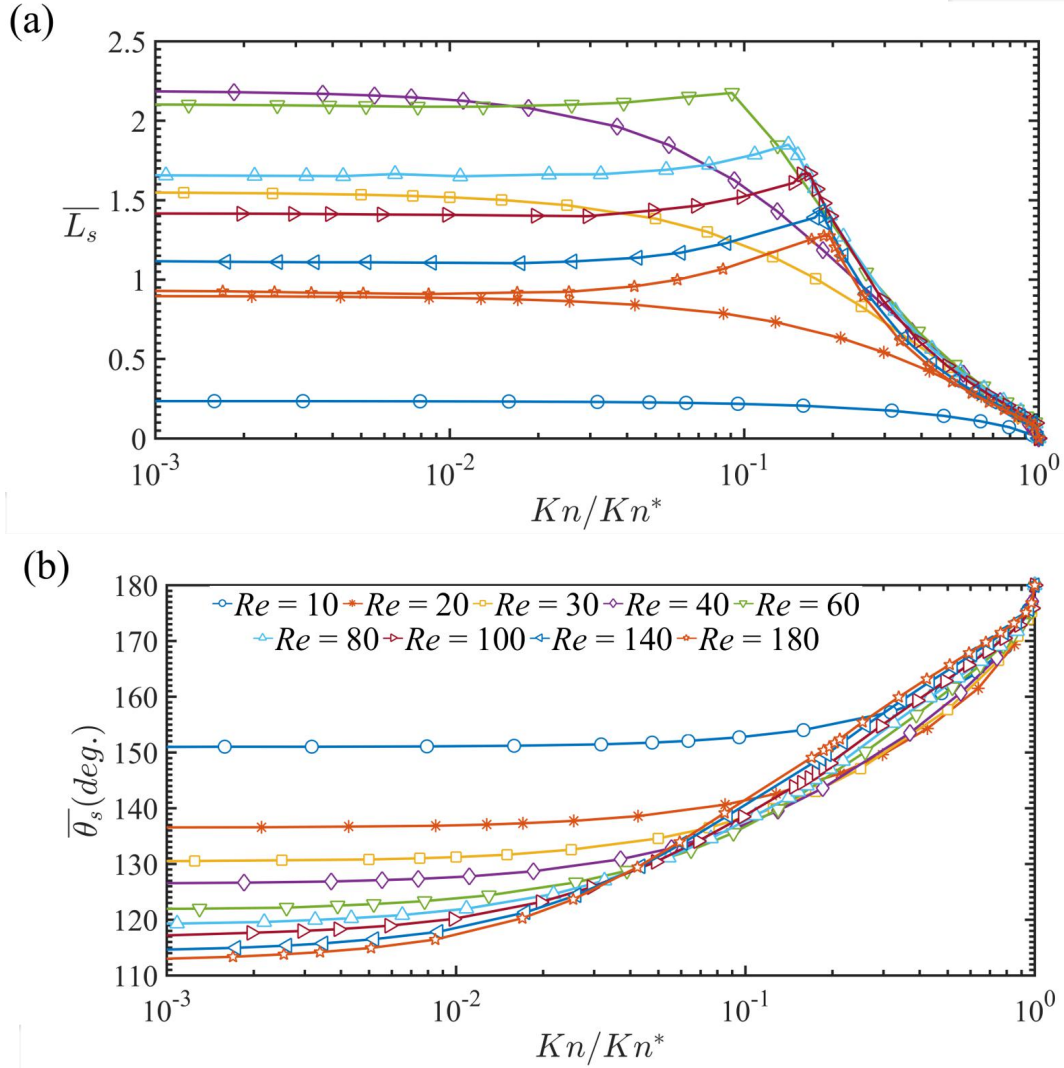 (a)
2.5
2
1.5
1
0.5
0
L_s
10^-3
10^-2
10^-1
10^0
Kn/Kn*
(b)
180
170
160
150
140
130
120
110
θ_s(deg.)
Re = 10 Re = 20 Re = 30 Re = 40 Re = 60
Re = 80 Re = 100 Re = 140 Re = 180
10^-3
10^-2
10^-1
10^0
Kn/Kn*